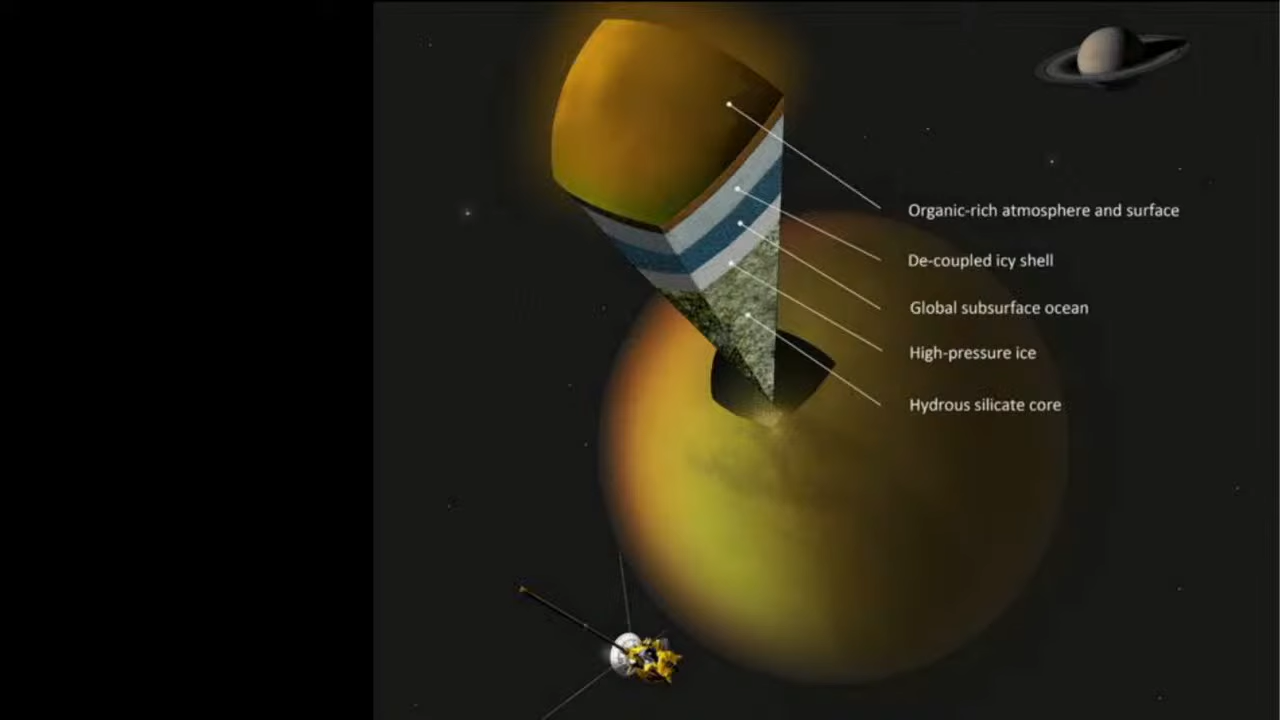 Organic-rich atmosphere and surface
De-coupled icy shell
Global subsurface ocean
High-pressure ice
Hydrous silicate core